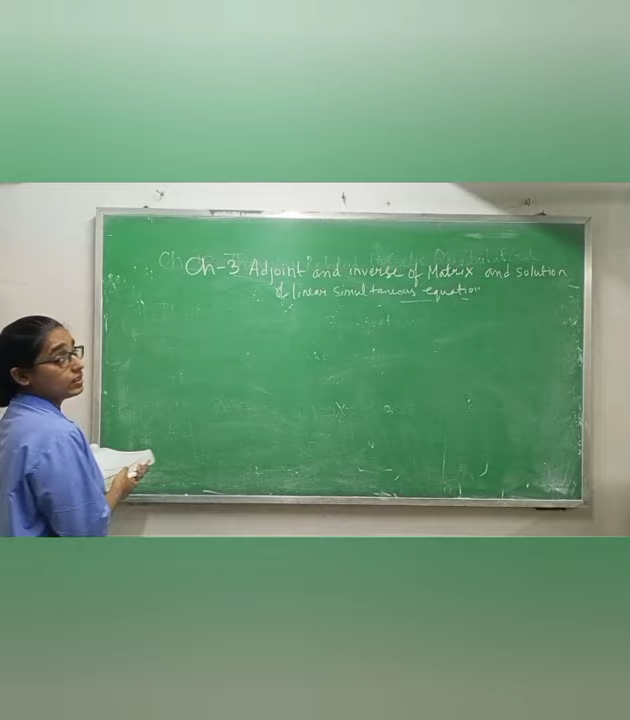 Ch-3 Adjoint and inverse of Matrix and solution
of linear simultaneous equation